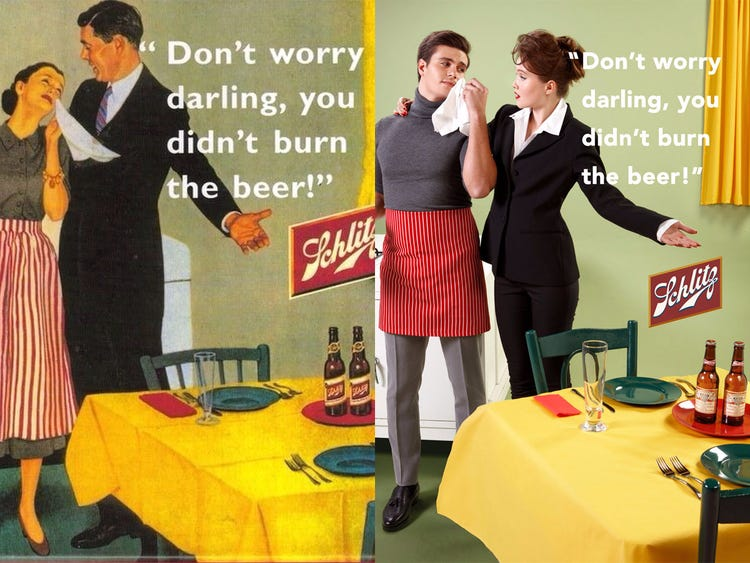 “ Don’t worry
darling, you
didn’t burn
the beer!”
Schlitz
“Don’t worry
darling, you
didn’t burn
the beer!”
Schlitz